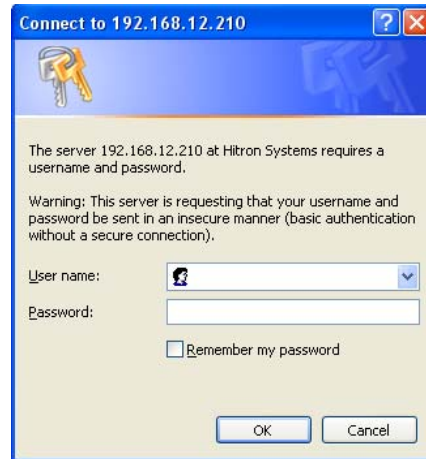 Connect to 192.168.12.210
The server 192.168.12.210 at Hitron Systems requires a
username and password.
Warning: This server is requesting that your username and
password be sent in an insecure manner (basic authentication
without a secure connection).
User name:
Password:
Remember my password
OK Cancel